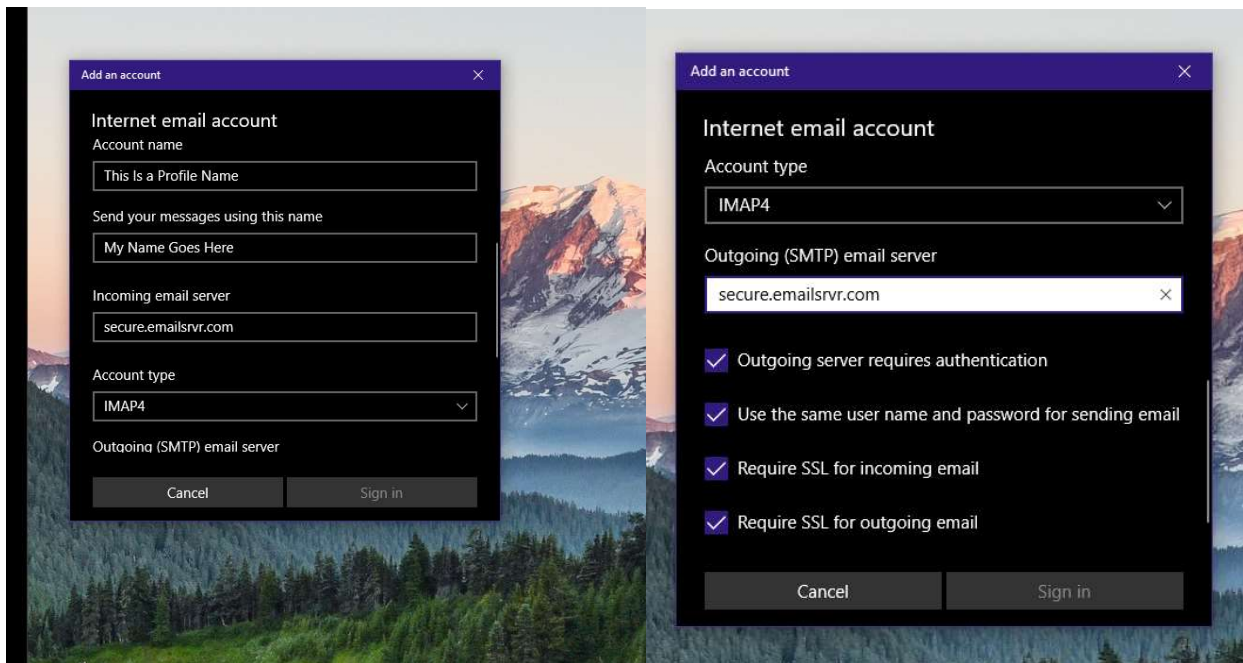 Add an account
Internet email account
Account name
This Is a Profile Name
Send your messages using this name
My Name Goes Here
Incoming email server
secure.emailsrvr.com
Account type
IMAP4
Outgoing (SMTP) email server
Cancel
Sign in
Add an account
Internet email account
Account type
IMAP4
Outgoing (SMTP) email server
secure.emailsrvr.com
Outgoing server requires authentication
Use the same user name and password for sending email
Require SSL for incoming email
Require SSL for outgoing email
Cancel
Sign in